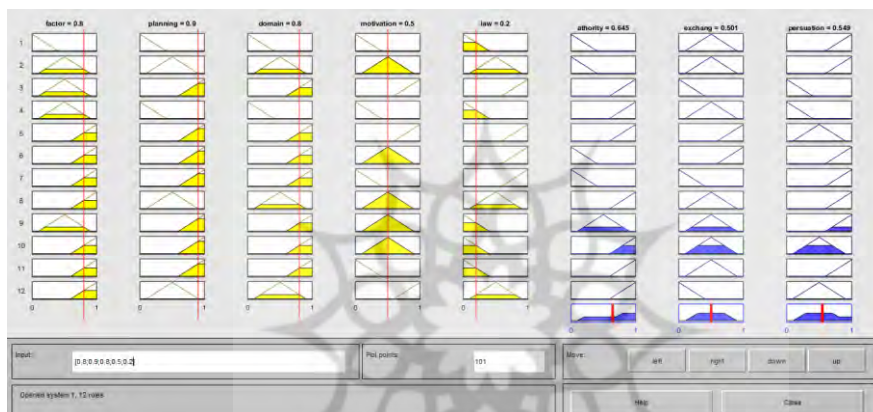 factor = 0.8 planning = 0.9 domain = 0.8 motivation = 0.5 law = 0.2 athority = 0.645 exchang = 0.501 persuation = 0.549
1
2
3
4
5
6
7
8
9
10
11
12
0 1 0 1 0 1 0 1 0 1
0 1 0 1 0 1
Input: [0.8;0.9;0.8;0.5;0.2] Plot points: 101 Move: left right down up
Opened system 1, 12 rules Help Close